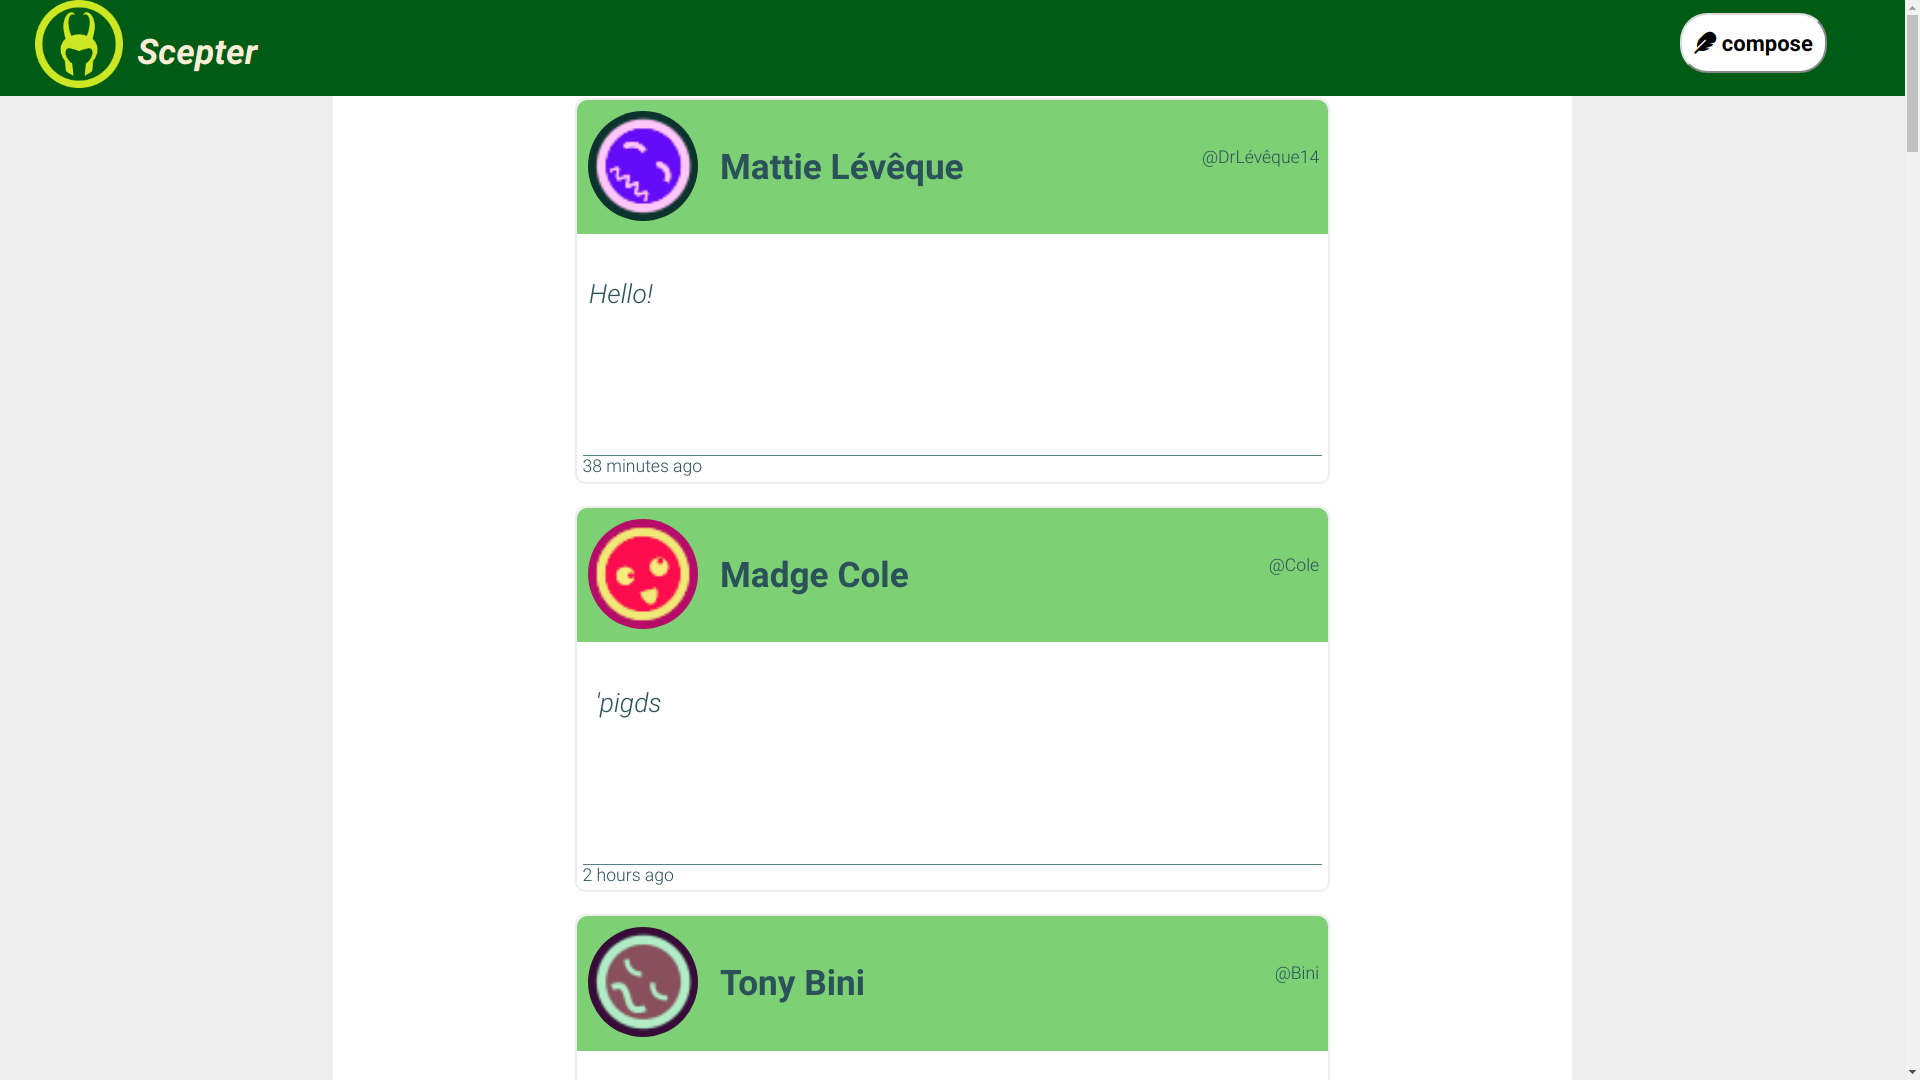 Scepter
compose
Mattie Lévêque
@DrLévêque14
Hello!
38 minutes ago
Madge Cole
@Cole
'pigds
2 hours ago
Tony Bini
@Bini